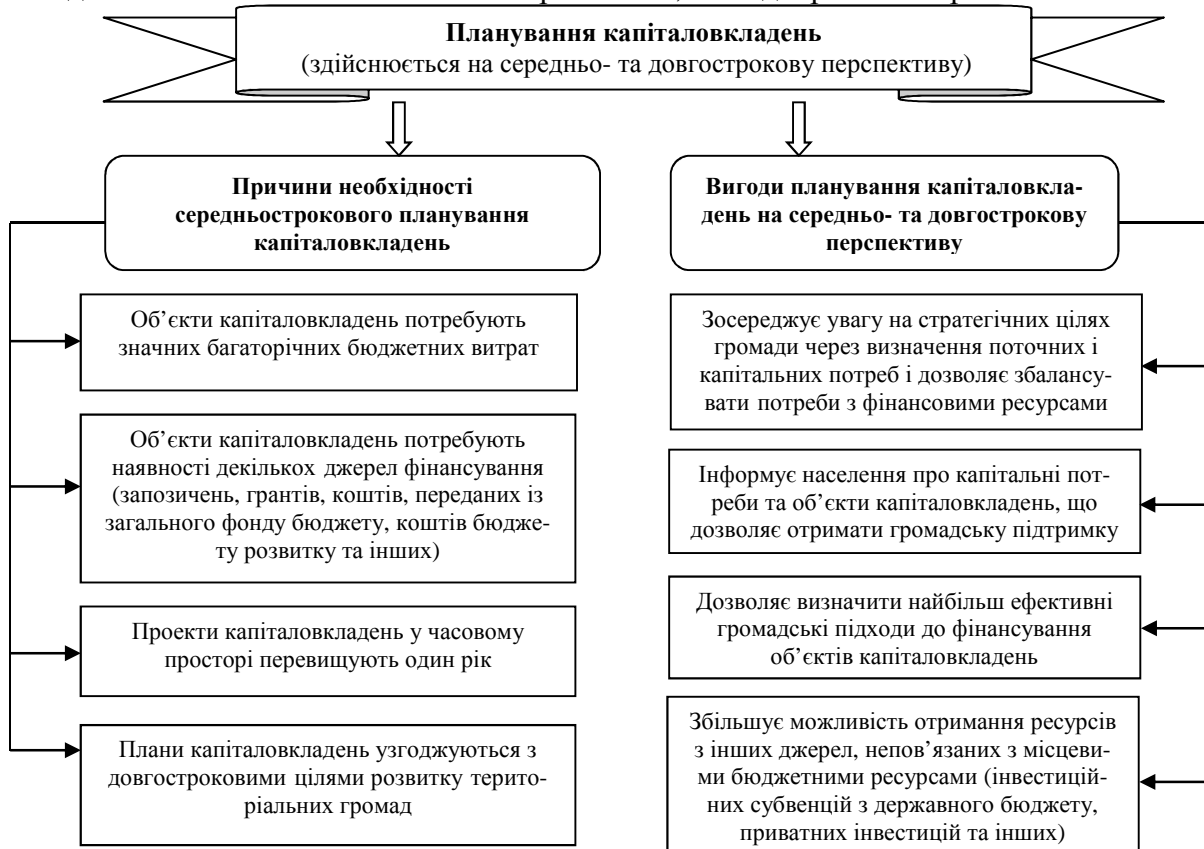 Планування капіталовкладень
(здійснюється на середньо- та довгострокову перспективу)
Причини необхідності
середньострокового планування
капіталовкладень
Об’єкти капіталовкладень потребують
значних багаторічних бюджетних витрат
Об’єкти капіталовкладень потребують
наявності декількох джерел фінансування
(запозичень, грантів, коштів, переданих із
загального фонду бюджету, коштів бюдже-
ту розвитку та інших)
Проекти капіталовкладень у часовому
просторі перевищують один рік
Плани капіталовкладень узгоджуються з
довгостроковими цілями розвитку терито-
ріальних громад
Вигоди планування капіталовкла-
день на середньо- та довгострокову
перспективу
Зосереджує увагу на стратегічних цілях
громади через визначення поточних і
капітальних потреб і дозволяє збалансу-
вати потреби з фінансовими ресурсами
Інформує населення про капітальні пот-
реби та об’єкти капіталовкладень, що
дозволяє отримати громадську підтримку
Дозволяє визначити найбільш ефективні
громадські підходи до фінансування
об’єктів капіталовкладень
Збільшує можливість отримання ресурсів
з інших джерел, непов’язаних з місцеви-
ми бюджетними ресурсами (інвестицій-
них субвенцій з державного бюджету,
приватних інвестицій та інших)